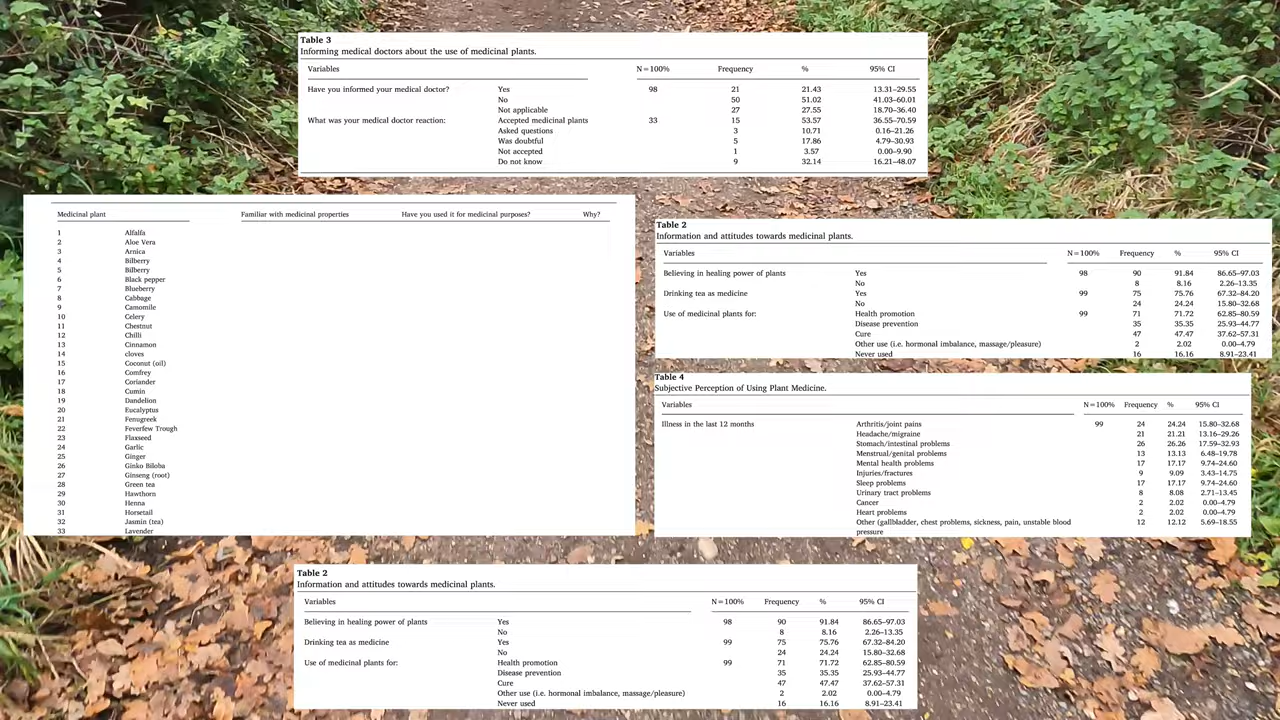 Table 3
Informing medical doctors about the use of medicinal plants.
Variables N=100% Frequency % 95% CI
Have you informed your medical doctor? Yes 98 21 21.43 13.31–29.55
No 50 51.02 41.03–60.01
Not applicable 27 27.55 18.70–36.40
What was your medical doctor reaction: Accepted medicinal plants 33 15 53.57 36.55–70.59
Asked questions 3 10.71 0.16–21.26
Was doubtful 5 17.86 4.79–30.93
Not accepted 1 3.57 0.00–9.90
Do not know 9 32.14 16.21–48.07
Medicinal plant Familiar with medicinal properties Have you used it for medicinal purposes? Why?
1 Alfalfa
2 Aloe Vera
3 Arnica
4 Bilberry
5 Bilberry
6 Black pepper
7 Blueberry
8 Cabbage
9 Camomile
10 Celery
11 Chestnut
12 Chilli
13 Cinnamon
14 cloves
15 Coconut (oil)
16 Comfrey
17 Coriander
18 Cumin
19 Dandelion
20 Eucalyptus
21 Fenugreek
22 Feverfew Trough
23 Flaxseed
24 Garlic
25 Ginger
26 Ginko Biloba
27 Ginseng (root)
28 Green tea
29 Hawthorn
30 Henna
31 Horsetail
32 Jasmin (tea)
33 Lavender
Table 2
Information and attitudes towards medicinal plants.
Variables N=100% Frequency % 95% CI
Believing in healing power of plants Yes 98 90 91.84 86.65–97.03
No 8 8.16 2.26–13.35
Drinking tea as medicine Yes 99 75 75.76 67.32–84.20
No 24 24.24 15.80–32.68
Use of medicinal plants for: Health promotion 99 71 71.72 62.85–80.59
Disease prevention 35 35.35 25.93–44.77
Cure 47 47.47 37.62–57.31
Other use (i.e. hormonal imbalance, massage/pleasure) 2 2.02 0.00–4.79
Never used 16 16.16 8.91–23.41
Table 4
Subjective Perception of Using Plant Medicine.
Variables N=100% Frequency % 95% CI
Illness in the last 12 months Arthritis/joint pains 99 24 24.24 15.80–32.68
Headache/migraine 21 21.21 13.16–29.26
Stomach/intestinal problems 26 26.26 17.59–32.93
Menstrual/genital problems 13 13.13 6.48–19.78
Mental health problems 17 17.17 9.74–24.60
Injuries/fractures 9 9.09 3.43–14.75
Sleep problems 17 17.17 9.74–24.60
Urinary tract problems 8 8.08 2.71–13.45
Cancer 2 2.02 0.00–4.79
Heart problems 2 2.02 0.00–4.79
Other (gallbladder, chest problems, sickness, pain, unstable blood 12 12.12 5.69–18.55
pressure
Table 2
Information and attitudes towards medicinal plants.
Variables N=100% Frequency % 95% CI
Believing in healing power of plants Yes 98 90 91.84 86.65–97.03
No 8 8.16 2.26–13.35
Drinking tea as medicine Yes 99 75 75.76 67.32–84.20
No 24 24.24 15.80–32.68
Use of medicinal plants for: Health promotion 99 71 71.72 62.85–80.59
Disease prevention 35 35.35 25.93–44.77
Cure 47 47.47 37.62–57.31
Other use (i.e. hormonal imbalance, massage/pleasure) 2 2.02 0.00–4.79
Never used 16 16.16 8.91–23.41